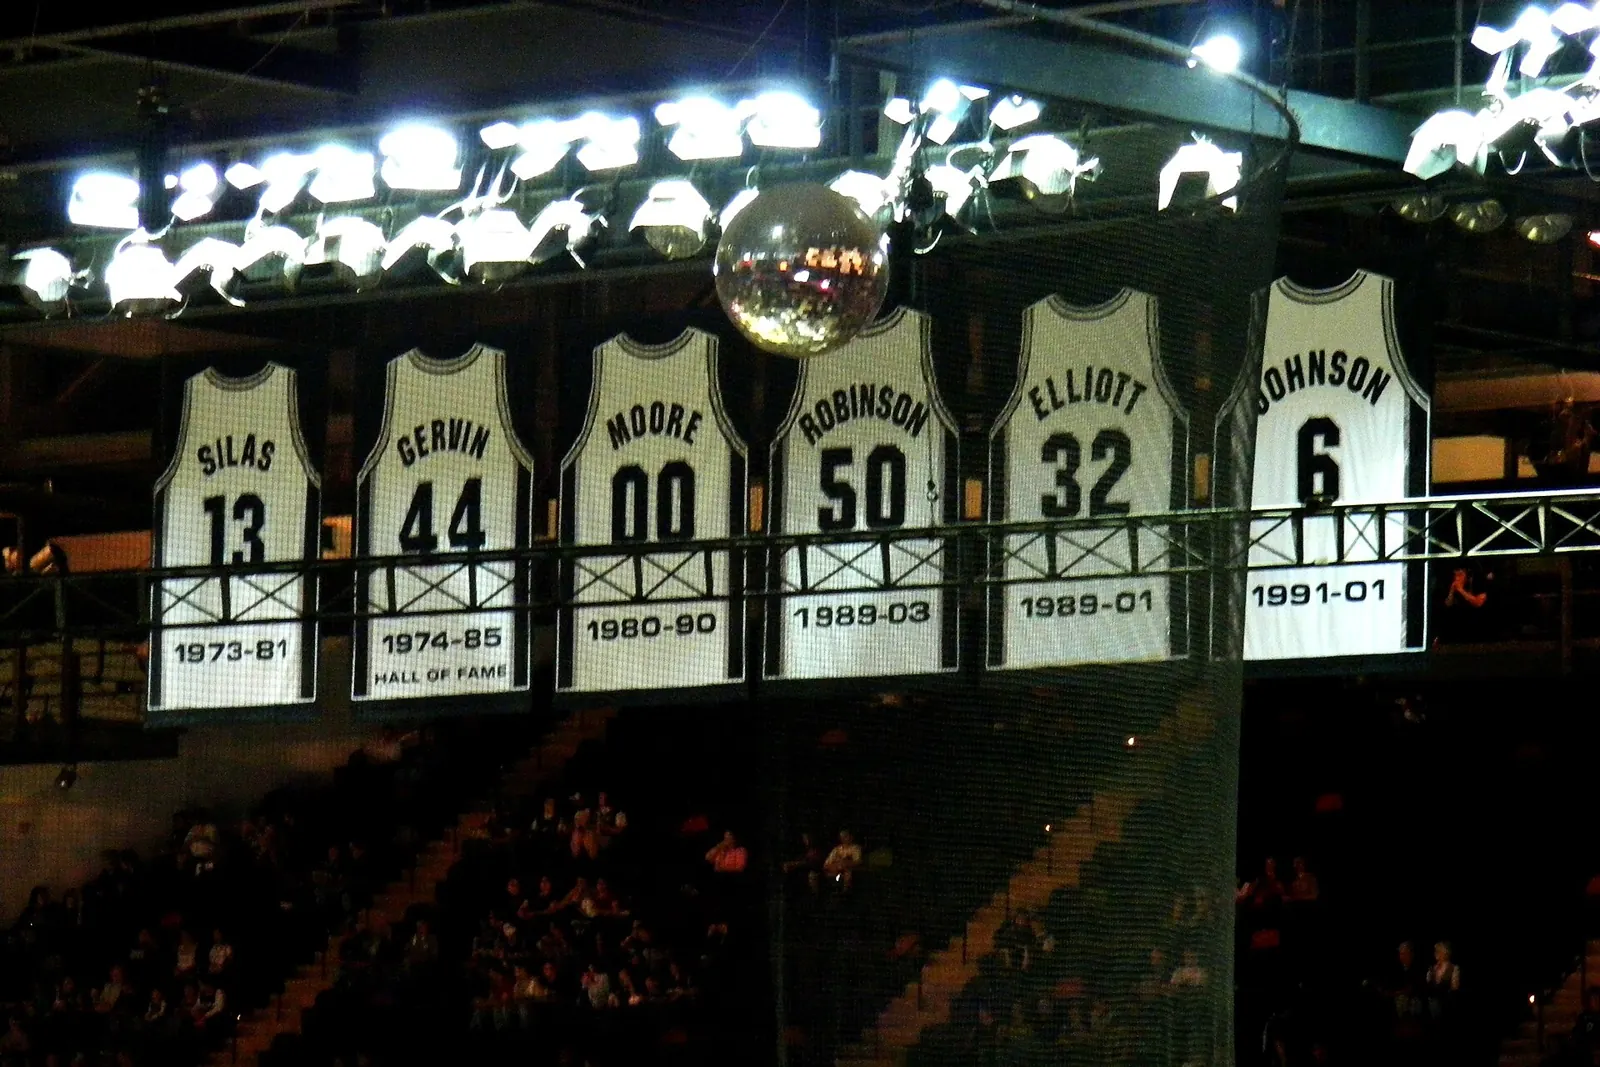 SILAS
13
1973-81
GERVIN
44
1974-85
HALL OF FAME
MOORE
00
1980-90
ROBINSON
50
1989-03
ELLIOTT
32
1989-01
JOHNSON
6
1991-01